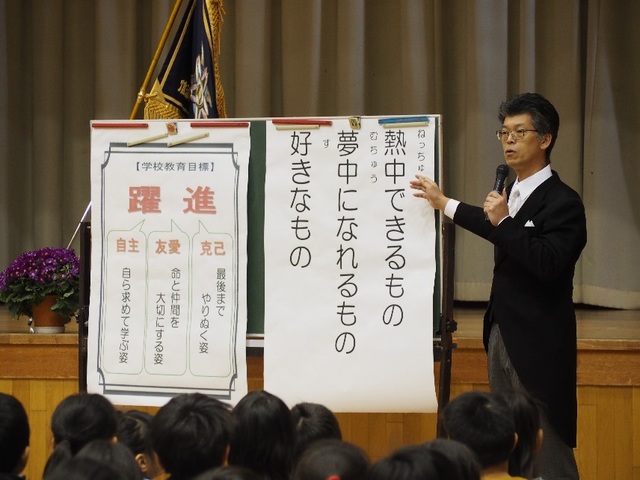 【学校教育目標】
躍進
自主
友愛
克己
自ら求めて学ぶ姿
命と仲間を
大切にする姿
最後まで
やりぬく姿
ねっちゅう
熱中できるもの
むちゅう
夢中になれるもの
す
好きなもの